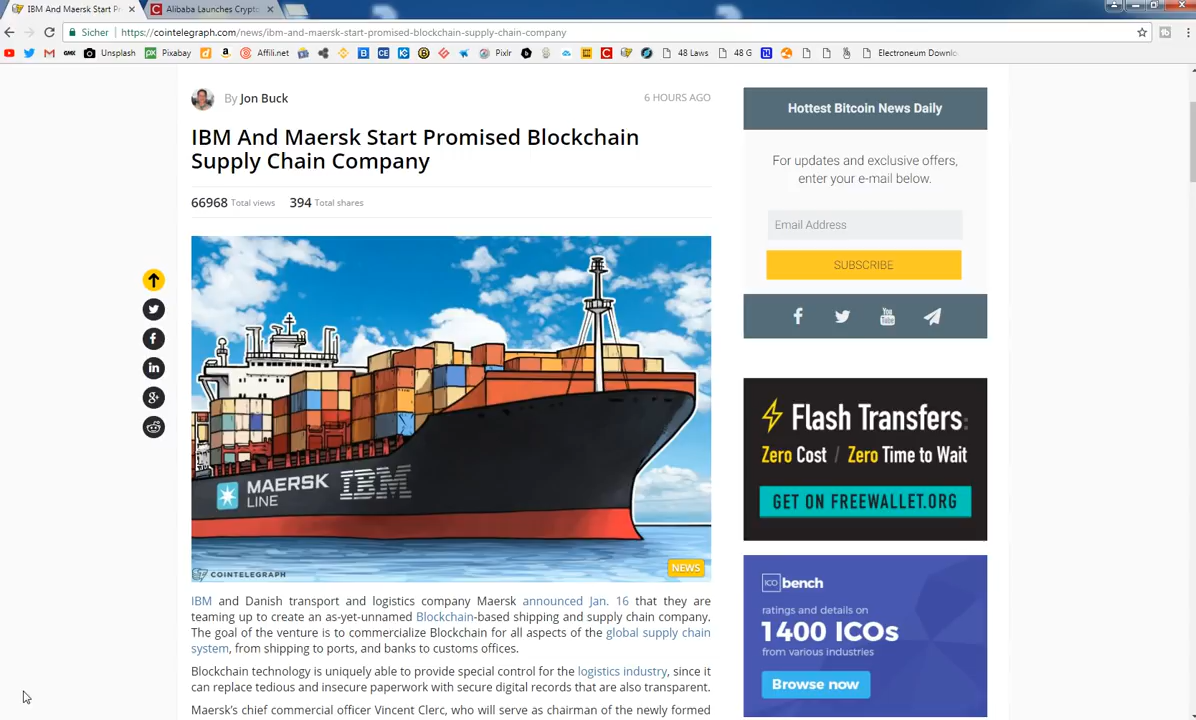 IBM And Maersk Start Pr
Alibaba Launches Crypto
Sicher
https://cointelegraph.com/news/ibm-and-maersk-start-promised-blockchain-supply-chain-company
GMX
Unsplash
Pixabay
Affili.net
Pixlr
48 Laws
48 G
Electroneum Downlo
By Jon Buck
6 HOURS AGO
IBM And Maersk Start Promised Blockchain
Supply Chain Company
66968 Total views 394 Total shares
MAERSK
LINE
IBM
COINTELEGRAPH
NEWS
IBM and Danish transport and logistics company Maersk announced Jan. 16 that they are
teaming up to create an as-yet-unnamed Blockchain-based shipping and supply chain company.
The goal of the venture is to commercialize Blockchain for all aspects of the global supply chain
system, from shipping to ports, and banks to customs offices.
Blockchain technology is uniquely able to provide special control for the logistics industry, since it
can replace tedious and insecure paperwork with secure digital records that are also transparent.
Maersk's chief commercial officer Vincent Clerc, who will serve as chairman of the newly formed
Hottest Bitcoin News Daily
For updates and exclusive offers,
enter your e-mail below.
Email Address
SUBSCRIBE
Flash Transfers:
Zero Cost / Zero Time to Wait
GET ON FREEWALLET.ORG
ICO bench
ratings and details on
1400 ICOs
from various industries
Browse now